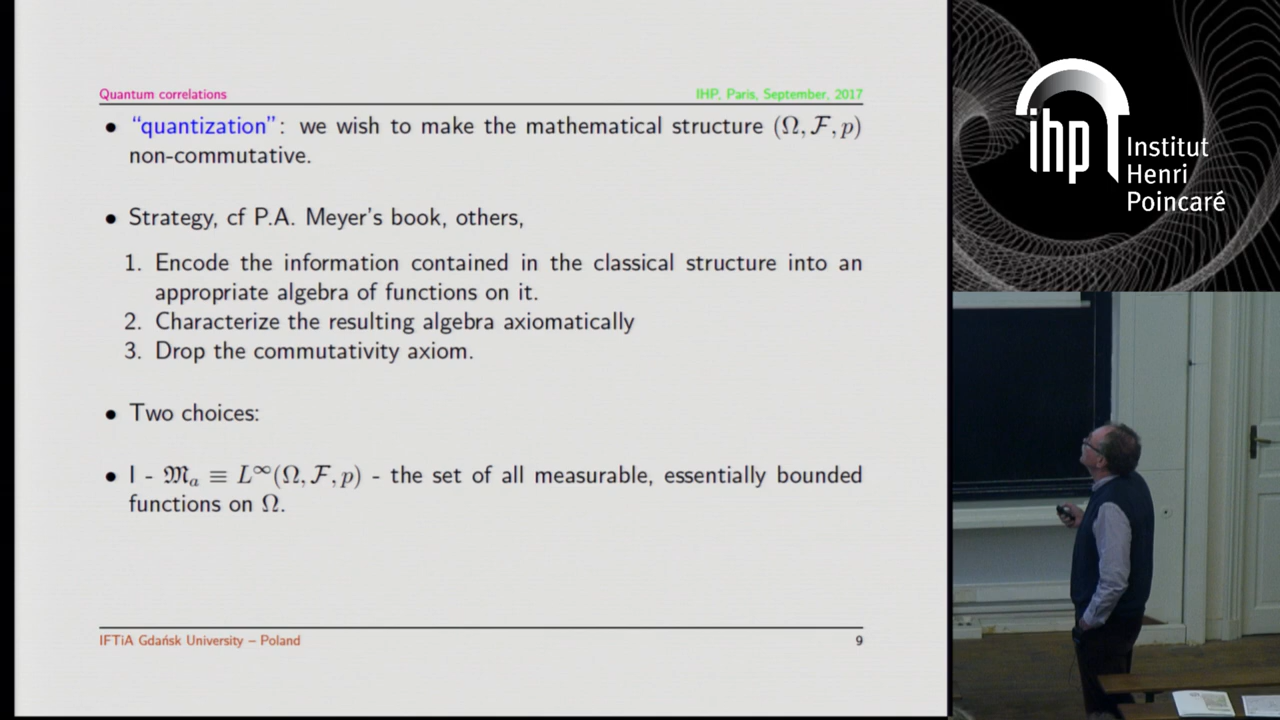 Quantum correlations
IHP, Paris, September, 2017
• “quantization”: we wish to make the mathematical structure (Ω, ℱ, p)
non-commutative.
• Strategy, cf P.A. Meyer’s book, others,
1. Encode the information contained in the classical structure into an
appropriate algebra of functions on it.
2. Characterize the resulting algebra axiomatically
3. Drop the commutativity axiom.
• Two choices:
• I - 𝔐ₐ ≡ L^∞(Ω, ℱ, p) - the set of all measurable, essentially bounded
functions on Ω.
IFTiA Gdańsk University – Poland
9
ihp
Institut
Henri
Poincaré